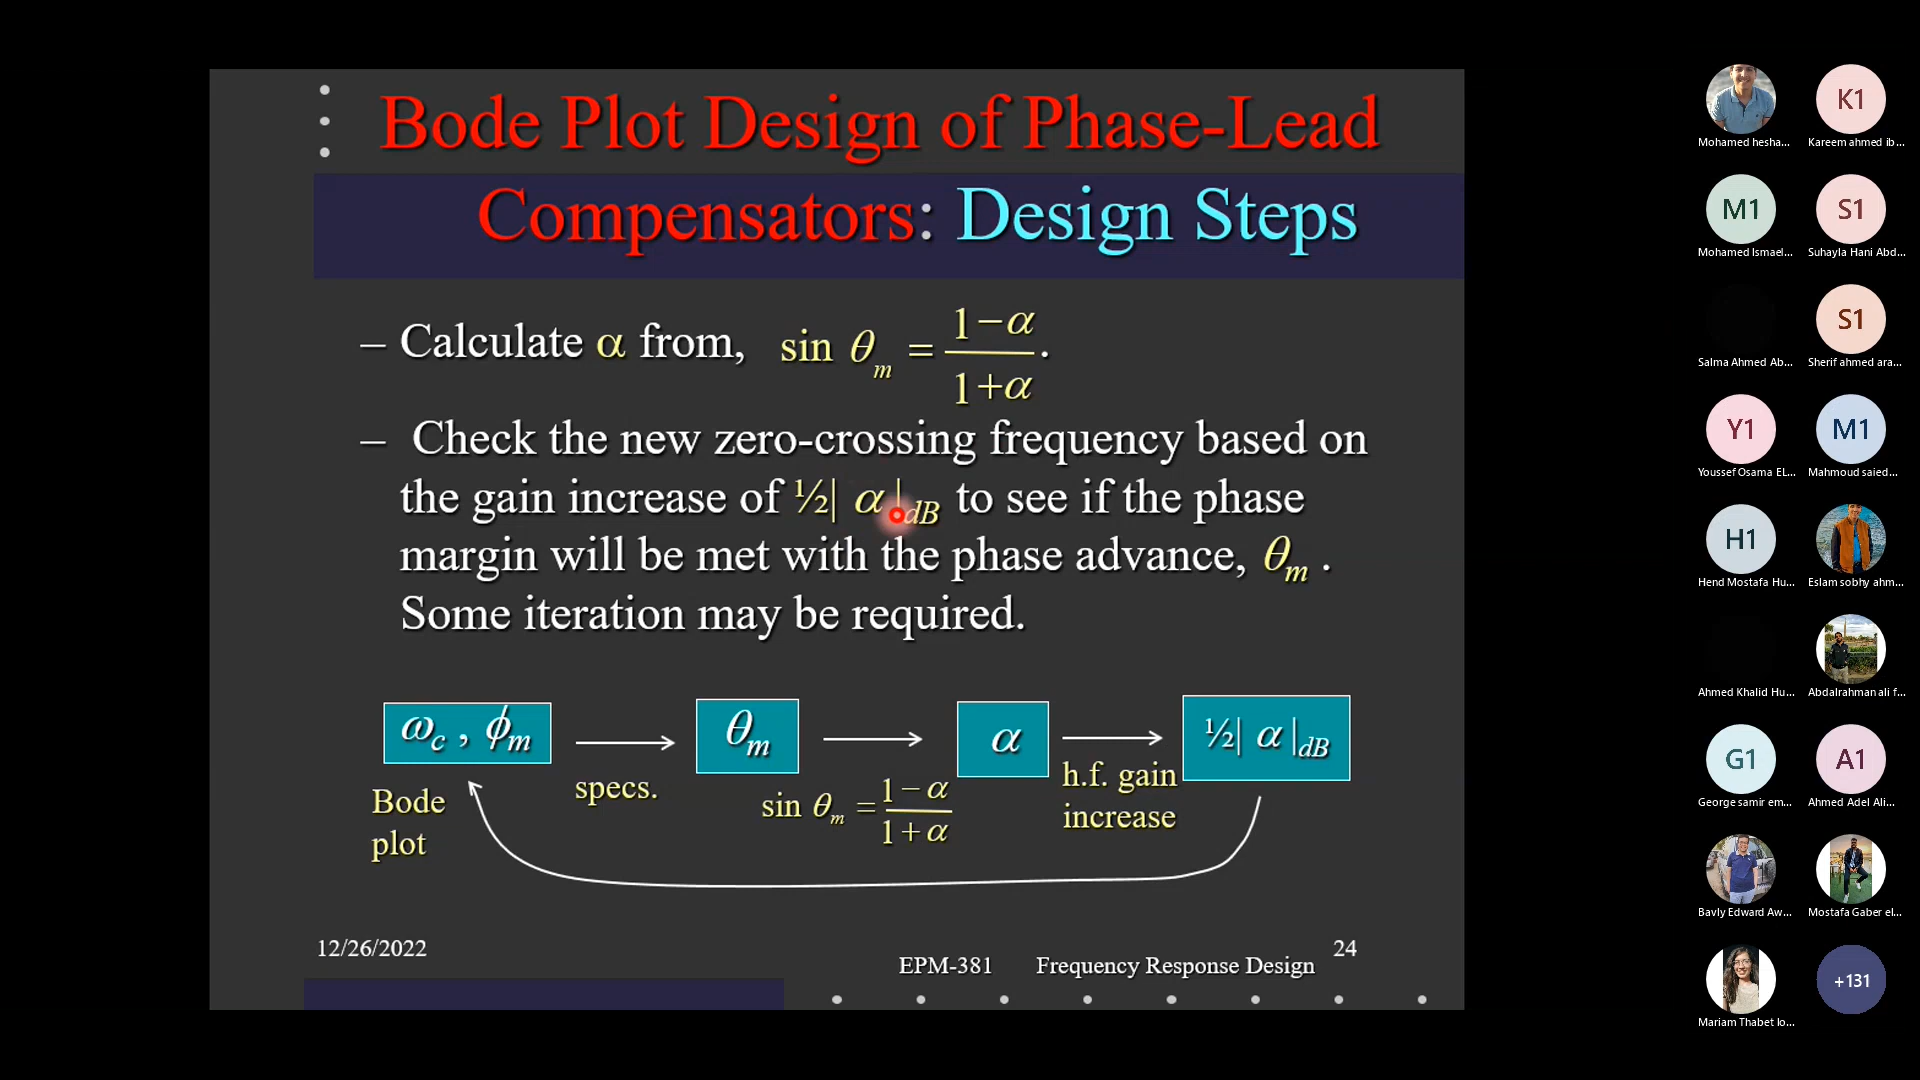 Bode Plot Design of Phase-Lead
Compensators: Design Steps
– Calculate α from, sin θm = (1−α)/(1+α).
– Check the new zero-crossing frequency based on
the gain increase of ½| α |dB to see if the phase
margin will be met with the phase advance, θm .
Some iteration may be required.
ωc , ϕm
θm
α
½| α |dB
Bode
plot
specs.
sin θm = (1−α)/(1+α)
h.f. gain
increase
12/26/2022
EPM-381 Frequency Response Design
24
K1
Mohamed hesha...
Kareem ahmed ib...
M1
S1
Mohamed Ismael...
Suhayla Hani Abd...
S1
Salma Ahmed Ab...
Sherif ahmed ara...
Y1
M1
Youssef Osama EL...
Mahmoud saied...
H1
Hend Mostafa Hu...
Eslam sobhy ahm...
Ahmed Khalid Hu...
Abdalrahman ali f...
G1
A1
George samir em...
Ahmed Adel Ali...
Bavly Edward Aw...
Mostafa Gaber el...
+131
Mariam Thabet lo...